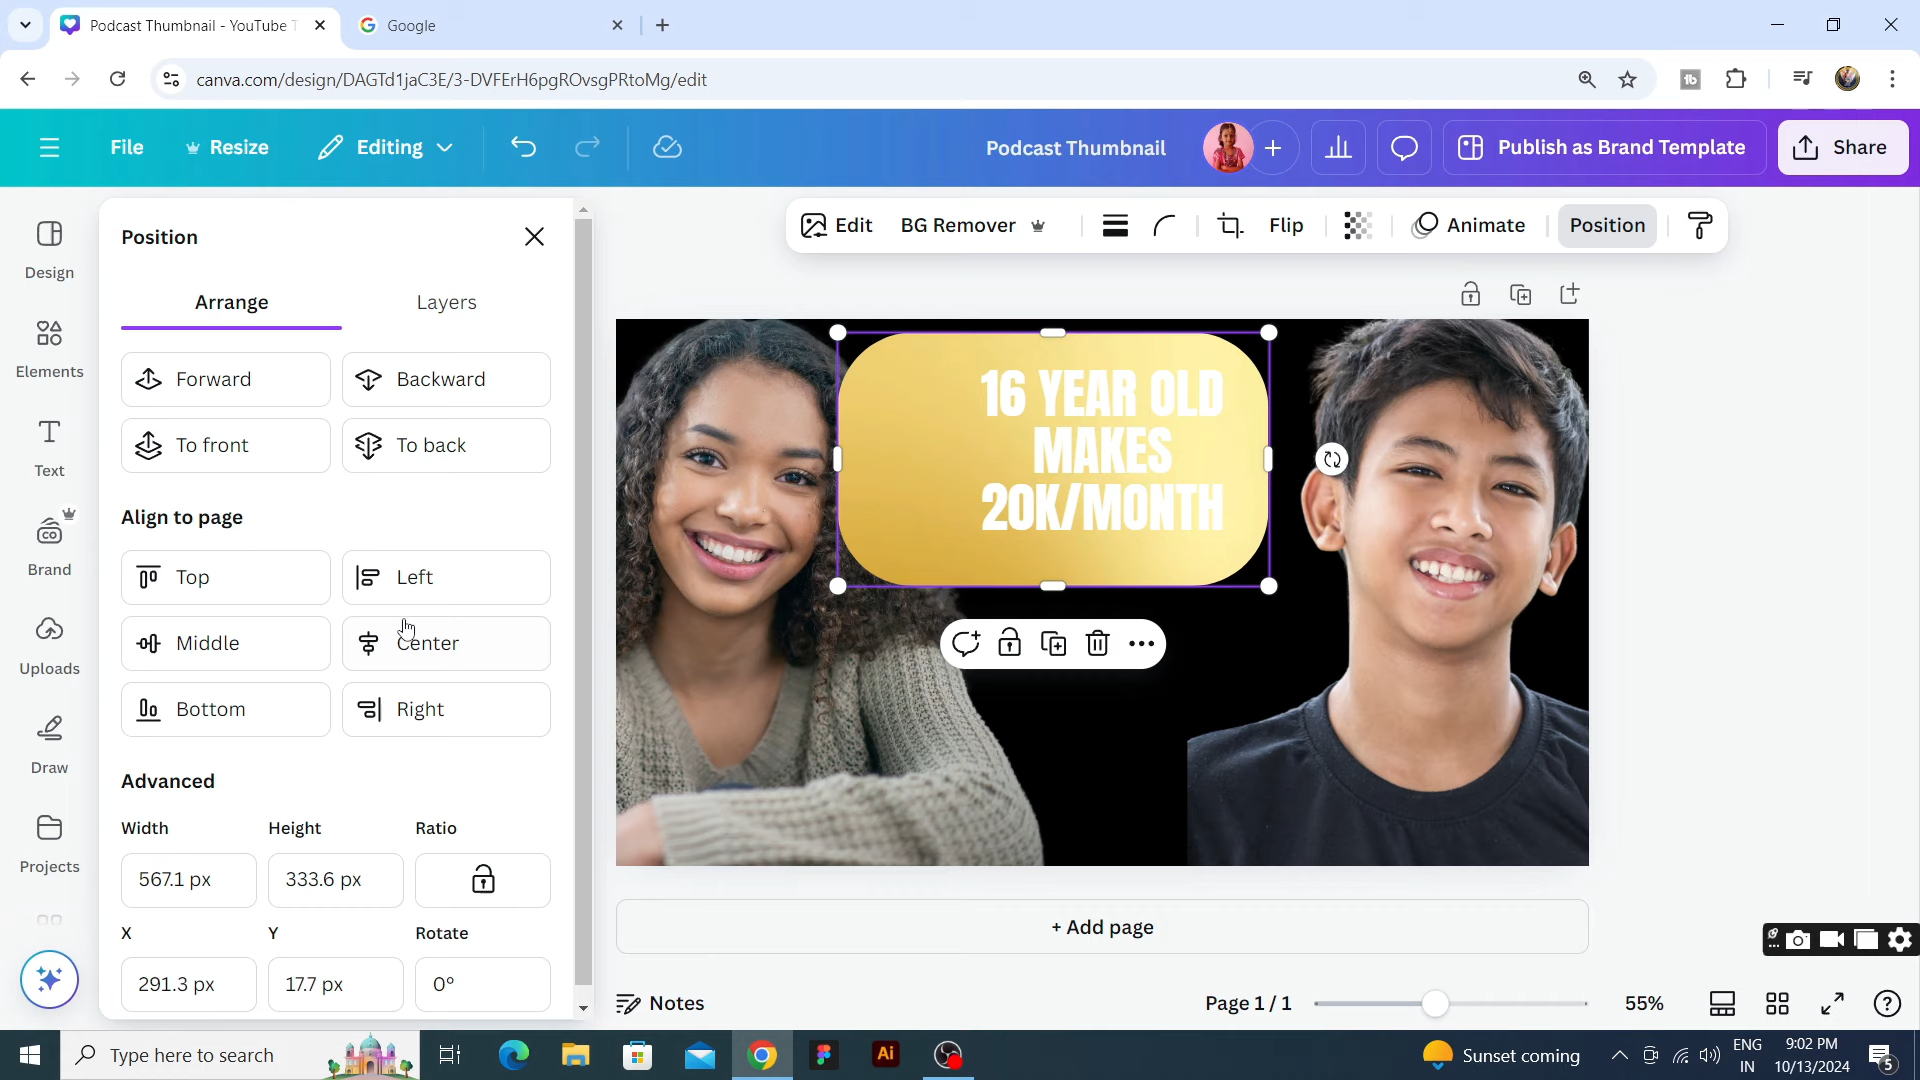 Podcast Thumbnail - YouTube T
Google
canva.com/design/DAGTd1jaC3E/3-DVFErH6pgROvsgPRtoMg/edit
File
Resize
Editing
Podcast Thumbnail
Publish as Brand Template
Share
Design
Elements
Text
Brand
Uploads
Draw
Projects
Position
Arrange
Layers
Forward
Backward
To front
To back
Align to page
Top
Left
Middle
Center
Bottom
Right
Advanced
Width
Height
Ratio
567.1 px
333.6 px
X
Y
Rotate
291.3 px
17.7 px
0°
Edit
BG Remover
Flip
Animate
Position
16 YEAR OLD
MAKES
20K/MONTH
+ Add page
Notes
Page 1 / 1
55%
Type here to search
Ai
Sunset coming
ENG
IN
9:02 PM
10/13/2024
5